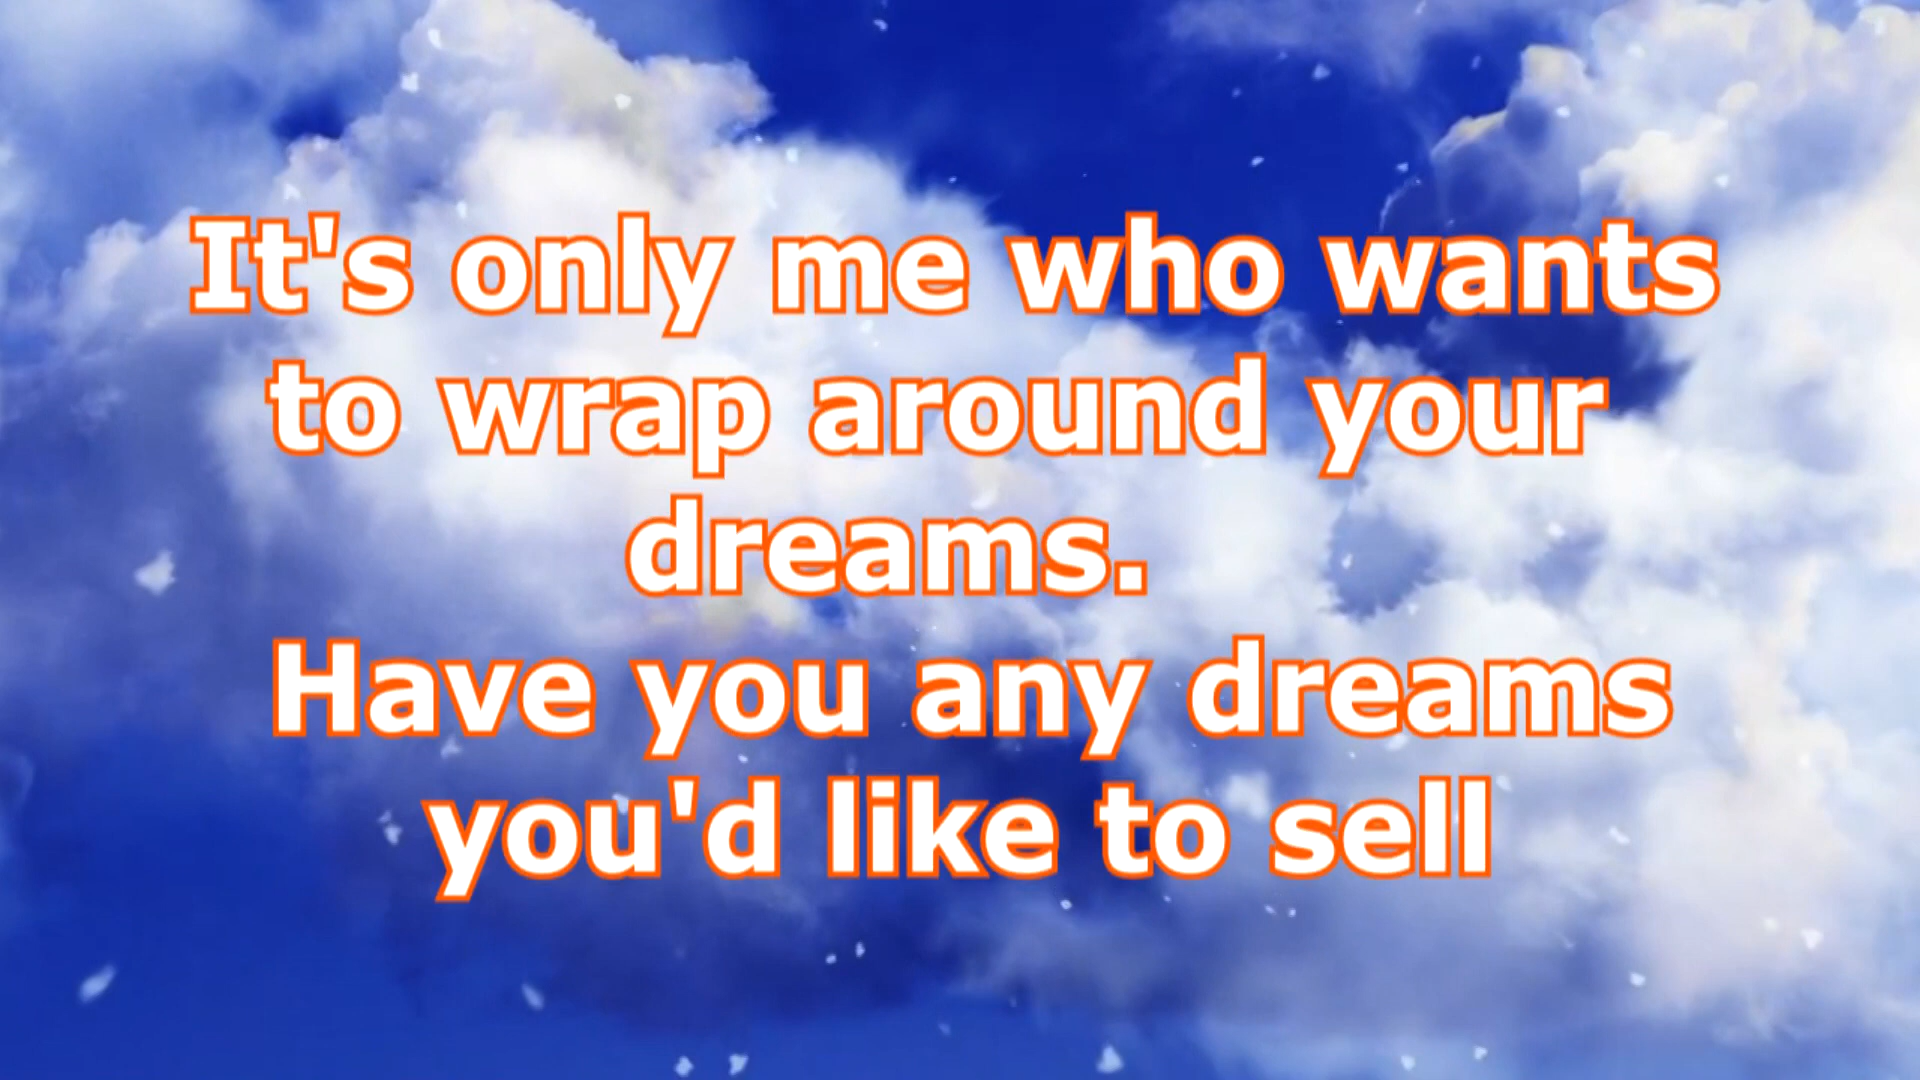 It's only me who wants
to wrap around your
dreams.
Have you any dreams
you'd like to sell